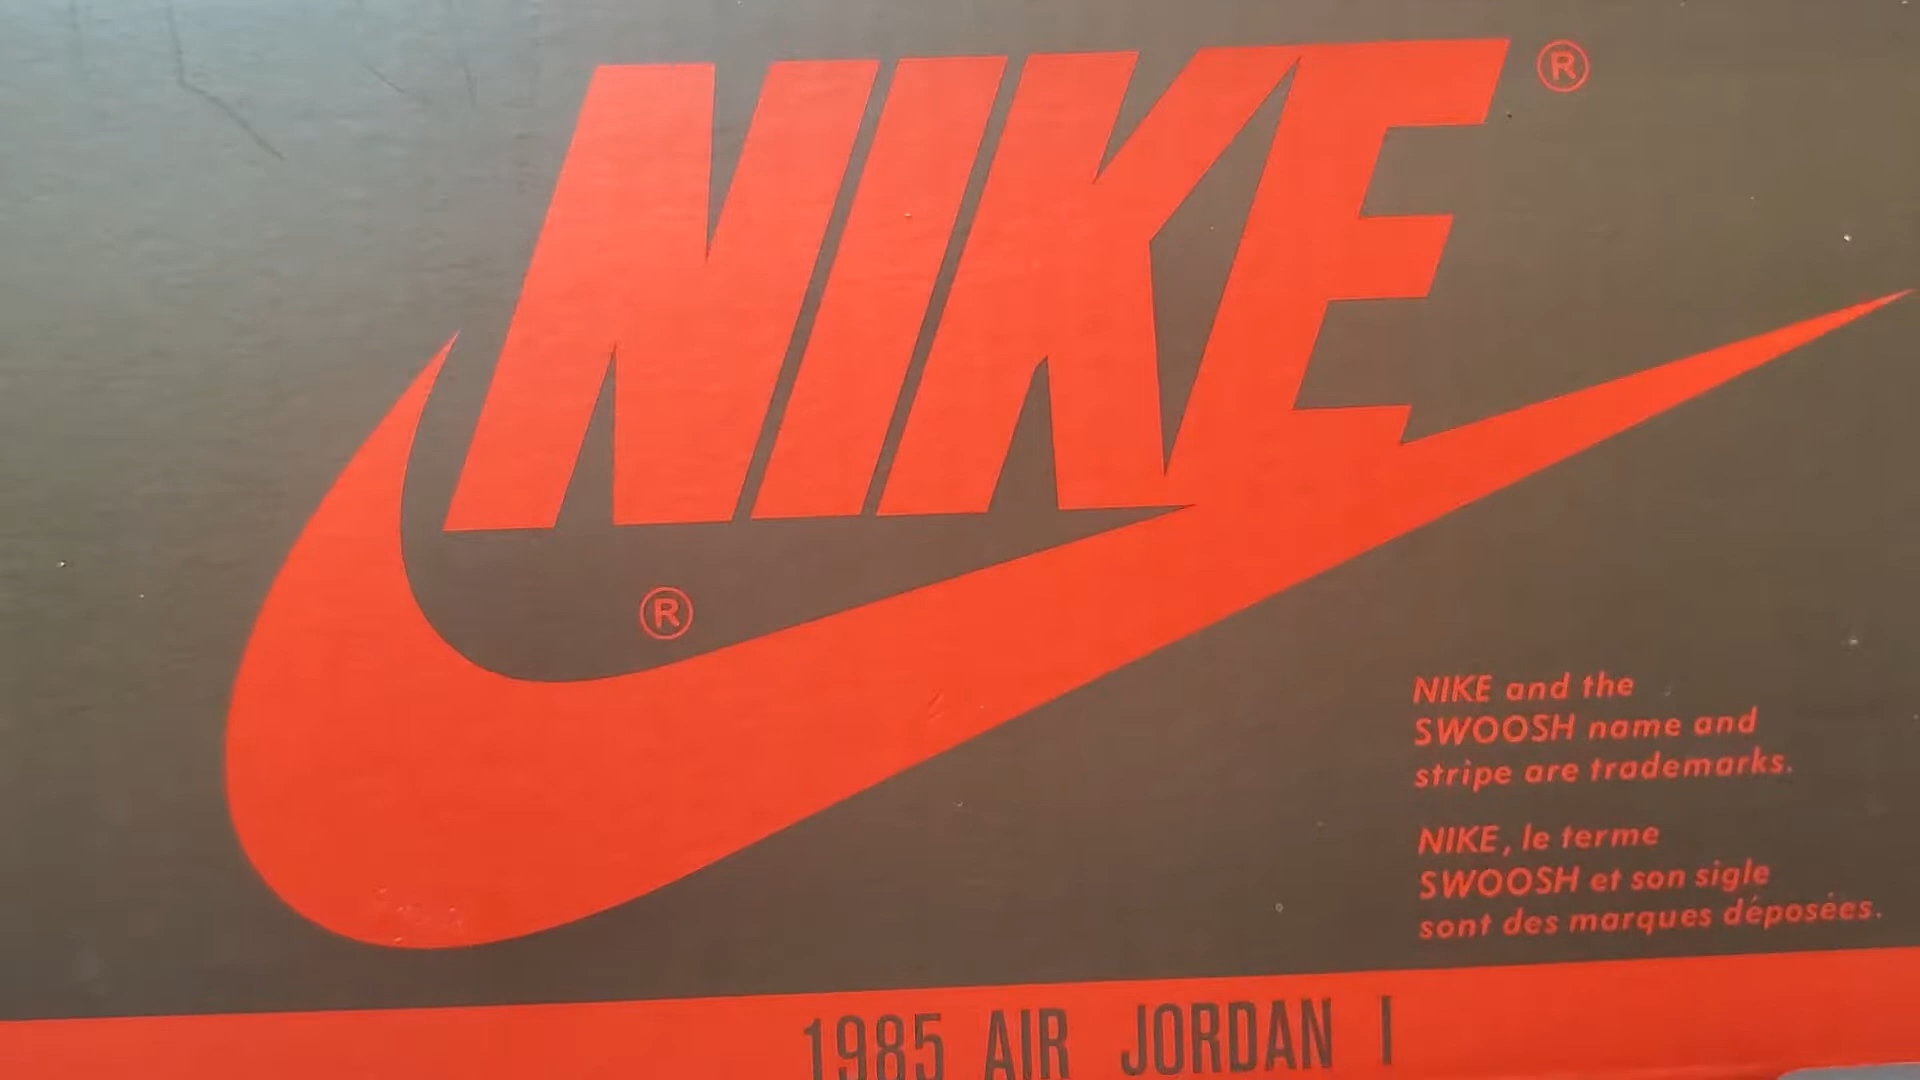 NIKE®
®
NIKE and the
SWOOSH name and
stripe are trademarks.
NIKE, le terme
SWOOSH et son sigle
sont des marques déposées.
1985 AIR JORDAN I